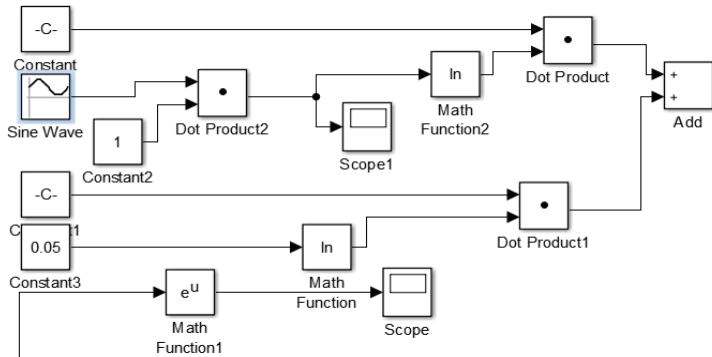 -C-
Constant
Sine Wave
Dot Product2
1
Constant2
Scope1
ln
Math
Function2
Dot Product
+
+
Add
-C-
0.05
Constant3
ln
Math
Function
Dot Product1
eu
Math
Function1
Scope